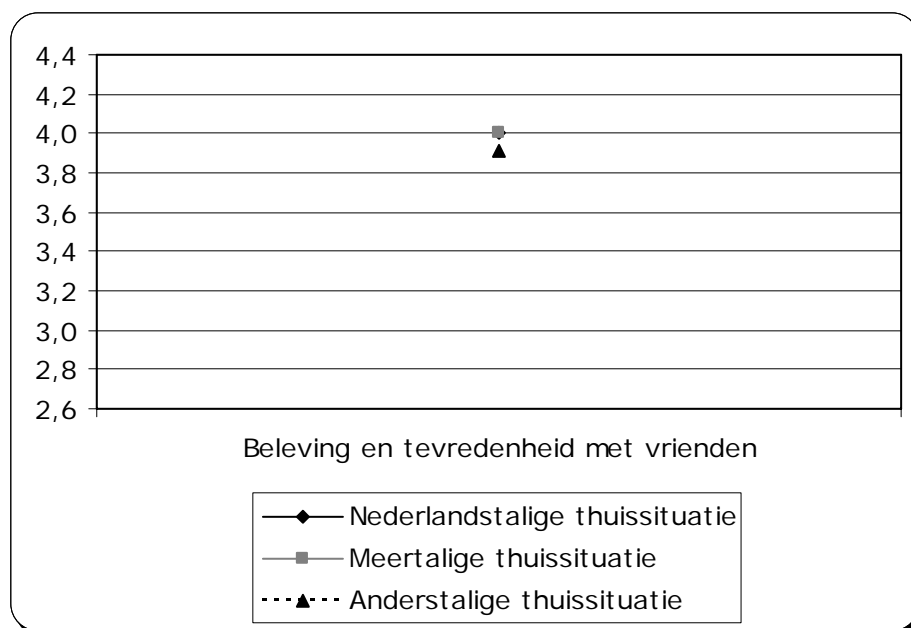 4,4
4,2
4,0
3,8
3,6
3,4
3,2
3,0
2,8
2,6
Beleving en tevredenheid met vrienden
Nederlandstalige thuissituatie
Meertalige thuissituatie
Anderstalige thuissituatie